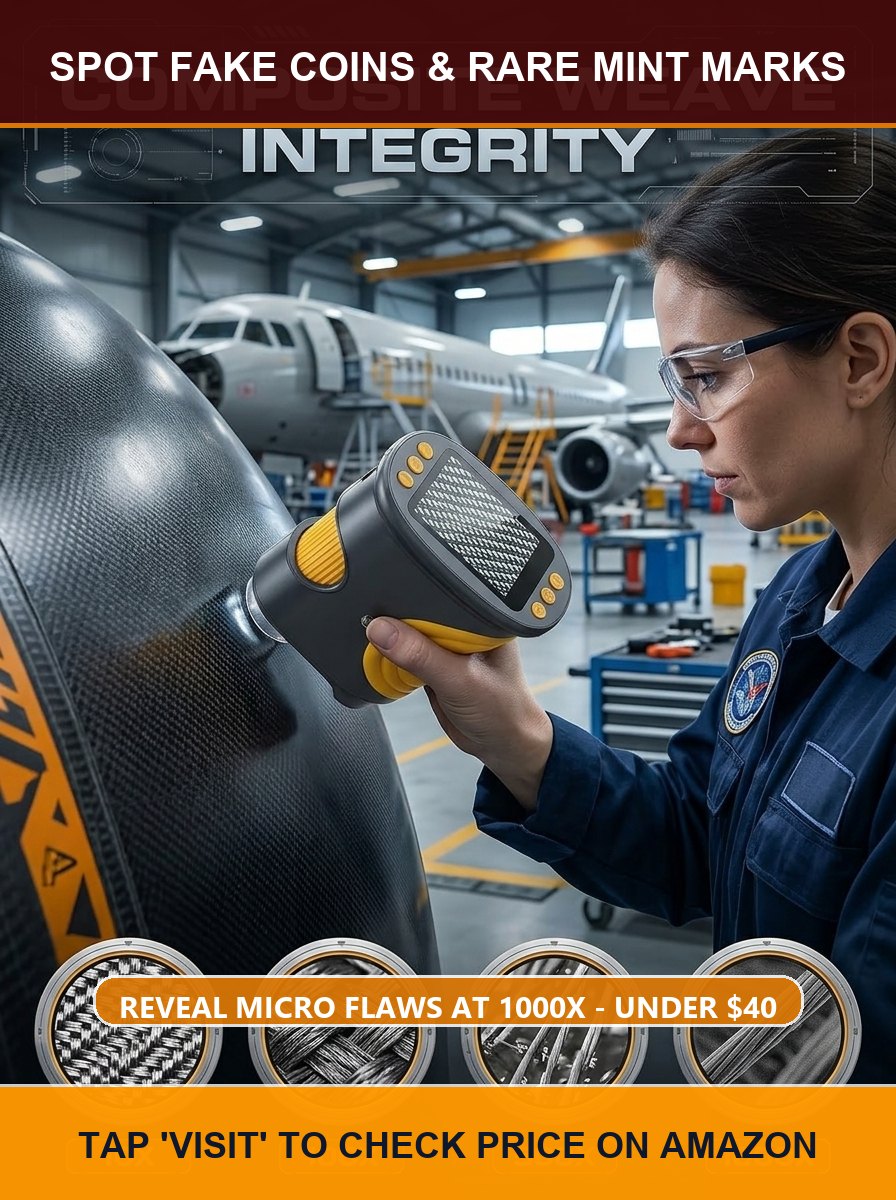 SPOT FAKE COINS & RARE MINT MARKS
COMPOSITE WEAVE
INTEGRITY
REVEAL MICRO FLAWS AT 1000X - UNDER $40
TAP 'VISIT' TO CHECK PRICE ON AMAZON